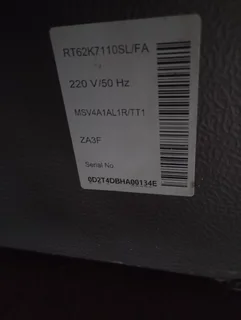 RT62K7110SL/FA
220 V/50 Hz
MSV4A1AL1R/TT1
ZA3F
Serial No
0D2T4DBHA00134E